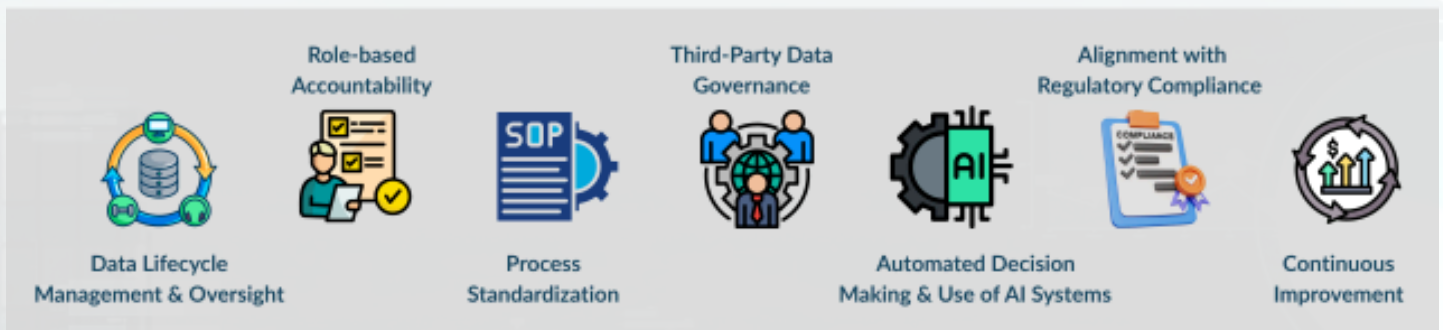 Role-based
Accountability
Third-Party Data
Governance
Alignment with
Regulatory Compliance
SOP
AI
COMPLIANCE
$
Data Lifecycle
Management & Oversight
Process
Standardization
Automated Decision
Making & Use of AI Systems
Continuous
Improvement